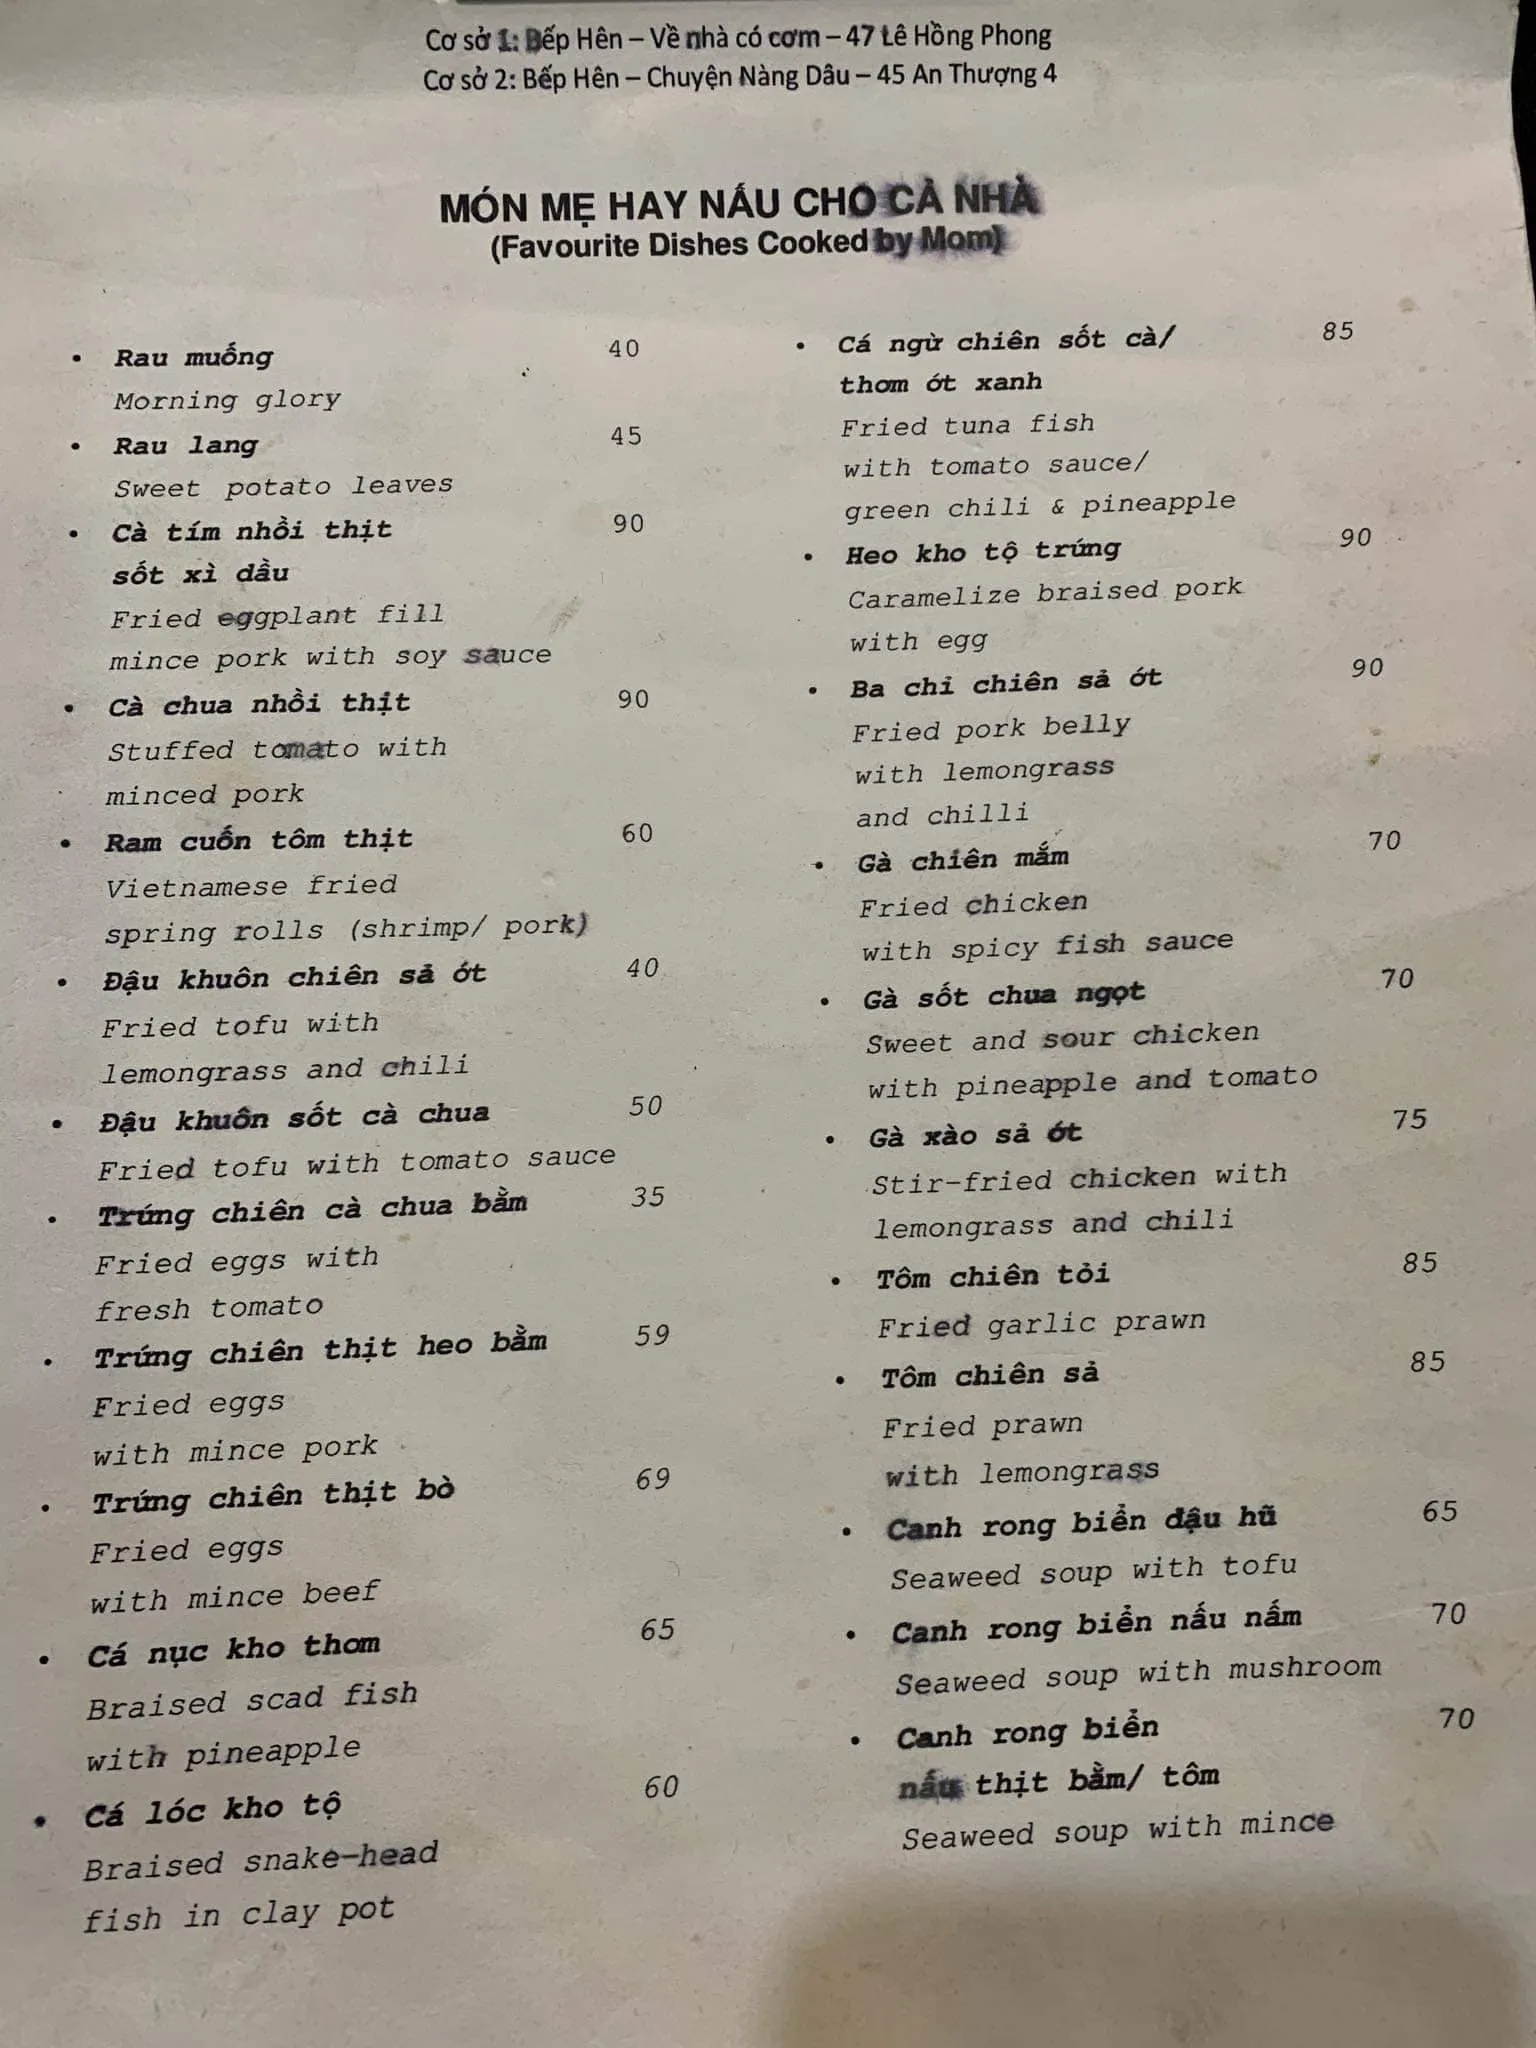 Cơ sở 1: Bếp Hên – Về nhà có cơm – 47 Lê Hồng Phong
Cơ sở 2: Bếp Hên – Chuyện Nàng Dâu – 45 An Thượng 4
MÓN MẸ HAY NẤU CHO CẢ NHÀ
(Favourite Dishes Cooked by Mom)
• Rau muống 40
Morning glory
• Rau lang 45
Sweet potato leaves
• Cà tím nhồi thịt 90
sốt xì dầu
Fried eggplant fill
mince pork with soy sauce
• Cà chua nhồi thịt 90
Stuffed tomato with
minced pork
• Ram cuốn tôm thịt 60
Vietnamese fried
spring rolls (shrimp/ pork)
• Đậu khuôn chiên sả ớt 40
Fried tofu with
lemongrass and chili
• Đậu khuôn sốt cà chua 50
Fried tofu with tomato sauce
• Trứng chiên cà chua bằm 35
Fried eggs with
fresh tomato
• Trứng chiên thịt heo bằm 59
Fried eggs
with mince pork
• Trứng chiên thịt bò 69
Fried eggs
with mince beef
• Cá nục kho thơm 65
Braised scad fish
with pineapple
• Cá lóc kho tộ 60
Braised snake-head
fish in clay pot
• Cá ngừ chiên sốt cà/ 85
thơm ớt xanh
Fried tuna fish
with tomato sauce/
green chili & pineapple
• Heo kho tộ trứng 90
Caramelize braised pork
with egg
• Ba chỉ chiên sả ớt 90
Fried pork belly
with lemongrass
and chilli
• Gà chiên mắm 70
Fried chicken
with spicy fish sauce
• Gà sốt chua ngọt 70
Sweet and sour chicken
with pineapple and tomato
• Gà xào sả ớt 75
Stir-fried chicken with
lemongrass and chili
• Tôm chiên tỏi 85
Fried garlic prawn
• Tôm chiên sả 85
Fried prawn
with lemongrass
• Canh rong biển đậu hũ 65
Seaweed soup with tofu
• Canh rong biển nấu nấm 70
Seaweed soup with mushroom
• Canh rong biển 70
nấu thịt bằm/ tôm
Seaweed soup with mince